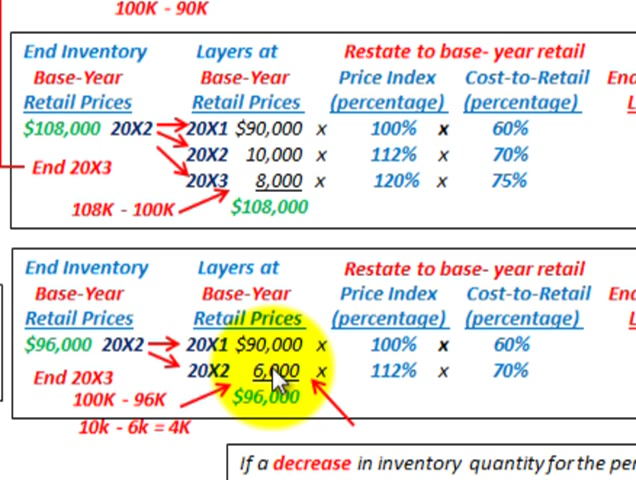 100K - 90K
End Inventory Layers at Restate to base- year retail
Base-Year Base-Year Price Index Cost-to-Retail
Retail Prices Retail Prices (percentage) (percentage)
$108,000 20X2 20X1 $90,000 x 100% x 60%
20X2 10,000 x 112% x 70%
End 20X3
20X3 8,000 x 120% x 75%
108K - 100K $108,000
End Inventory Layers at Restate to base- year retail
Base-Year Base-Year Price Index Cost-to-Retail
Retail Prices Retail Prices (percentage) (percentage)
$96,000 20X2 20X1 $90,000 x 100% x 60%
20X2 6,000 x 112% x 70%
End 20X3
100K - 96K $96,000
10k - 6k = 4K
If a decrease in inventory quantity for the